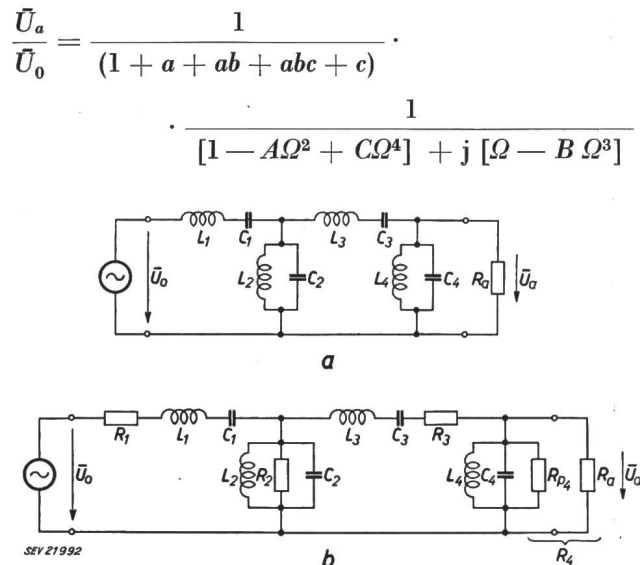 Ūₐ / Ū₀ = 1 / (1 + a + ab + abc + c) ·
· 1 / [1 — AΩ² + CΩ⁴] + j [Ω — B Ω³]
L₁ C₁ L₃ C₃
Ū₀ L₂ C₂ L₄ C₄ Rₐ Ūₐ
a
R₁ L₁ C₁ L₃ C₃ R₃
Ū₀ L₂ R₂ C₂ L₄ C₄ Rₚ₄ Rₐ Ūₐ
SEV 21992
b
R₄